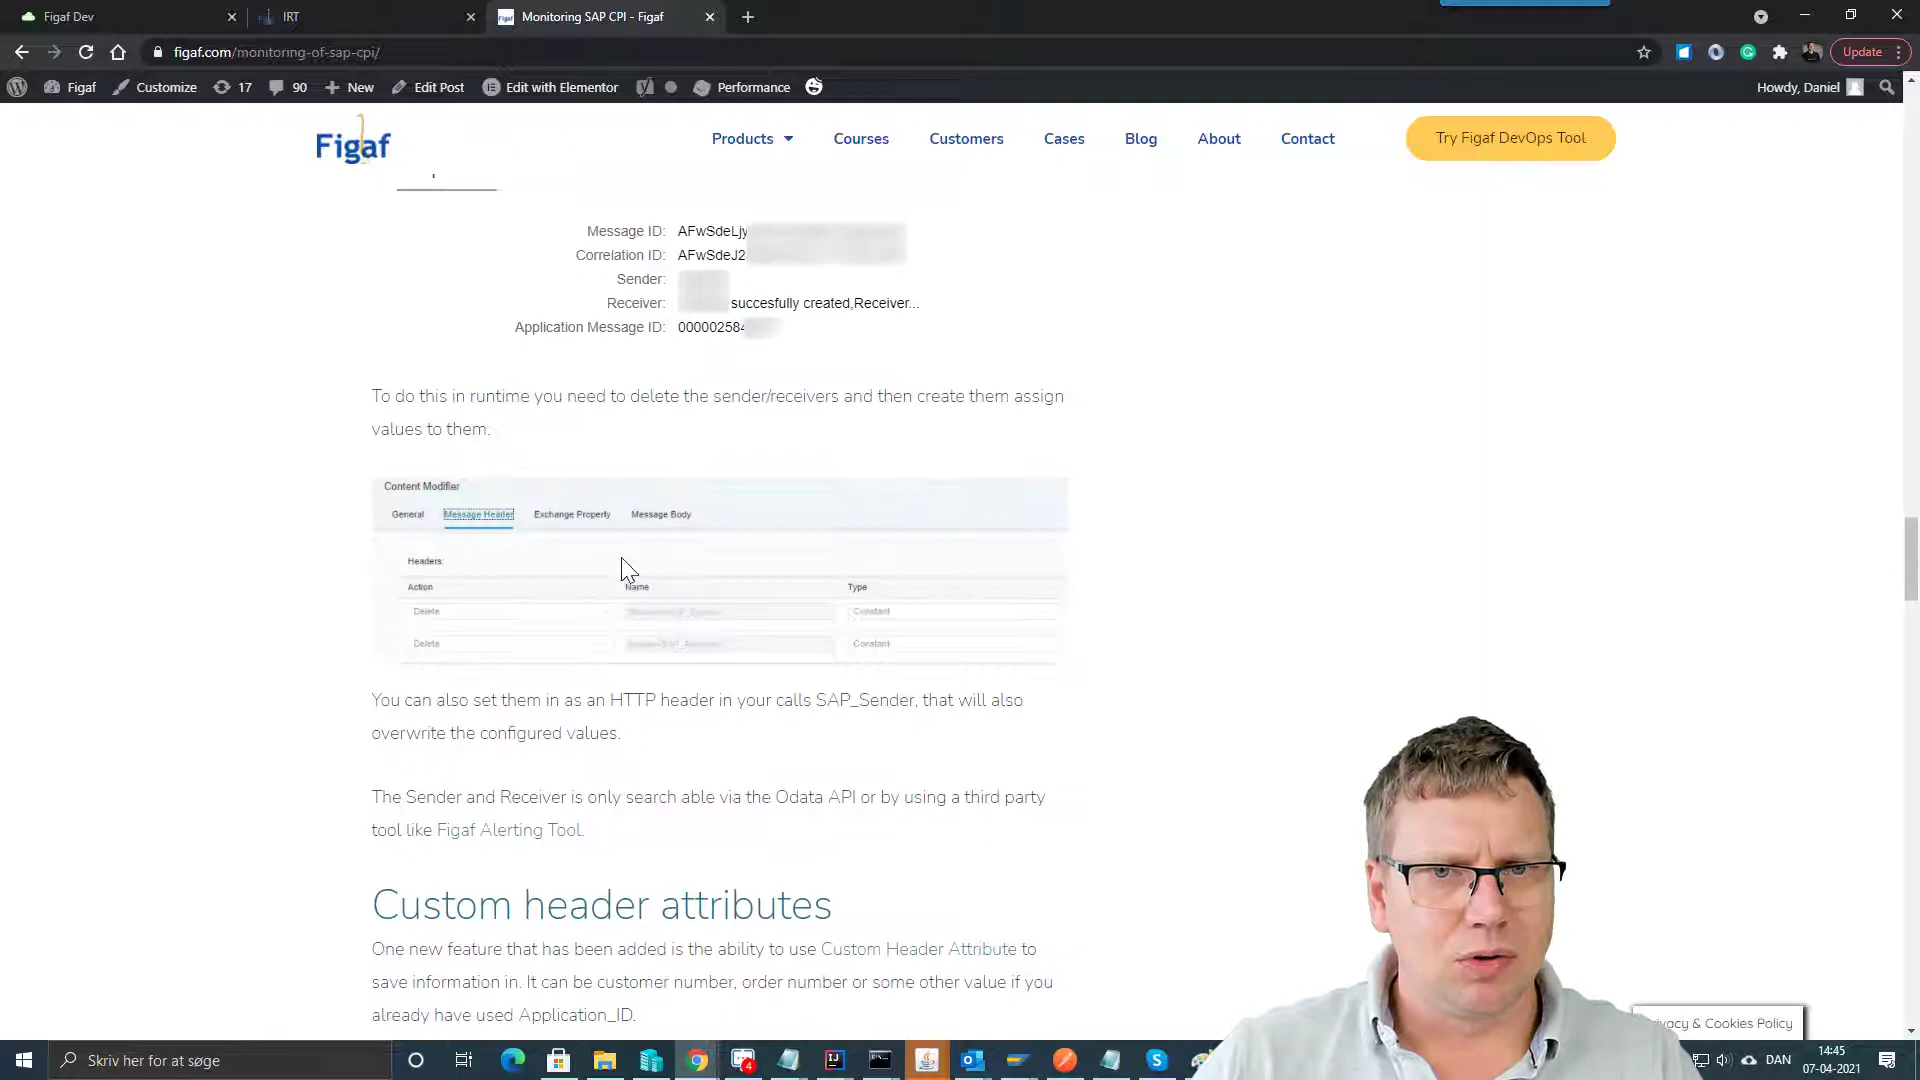 Figaf Dev
IRT
Monitoring SAP CPI - Figaf
figaf.com/monitoring-of-sap-cpi/
Update
Figaf
Customize
17
90
New
Edit Post
Edit with Elementor
Performance
Howdy, Daniel
Figaf
Products
Courses
Customers
Cases
Blog
About
Contact
Try Figaf DevOps Tool
Message ID: AFwSdeLjy
Correlation ID: AFwSdeJ2
Sender:
Receiver: succesfully created,Receiver...
Application Message ID: 00000258
To do this in runtime you need to delete the sender/receivers and then create them assign
values to them.
Content Modifier
General Message Header Exchange Property Message Body
Headers:
Action Name Type
Delete Constant
Delete Constant
You can also set them in as an HTTP header in your calls SAP_Sender, that will also
overwrite the configured values.
The Sender and Receiver is only search able via the Odata API or by using a third party
tool like Figaf Alerting Tool.
Custom header attributes
One new feature that has been added is the ability to use Custom Header Attribute to
save information in. It can be customer number, order number or some other value if you
already have used Application_ID.
& Cookies Policy
Skriv her for at søge
4
DAN
14:45
07-04-2021